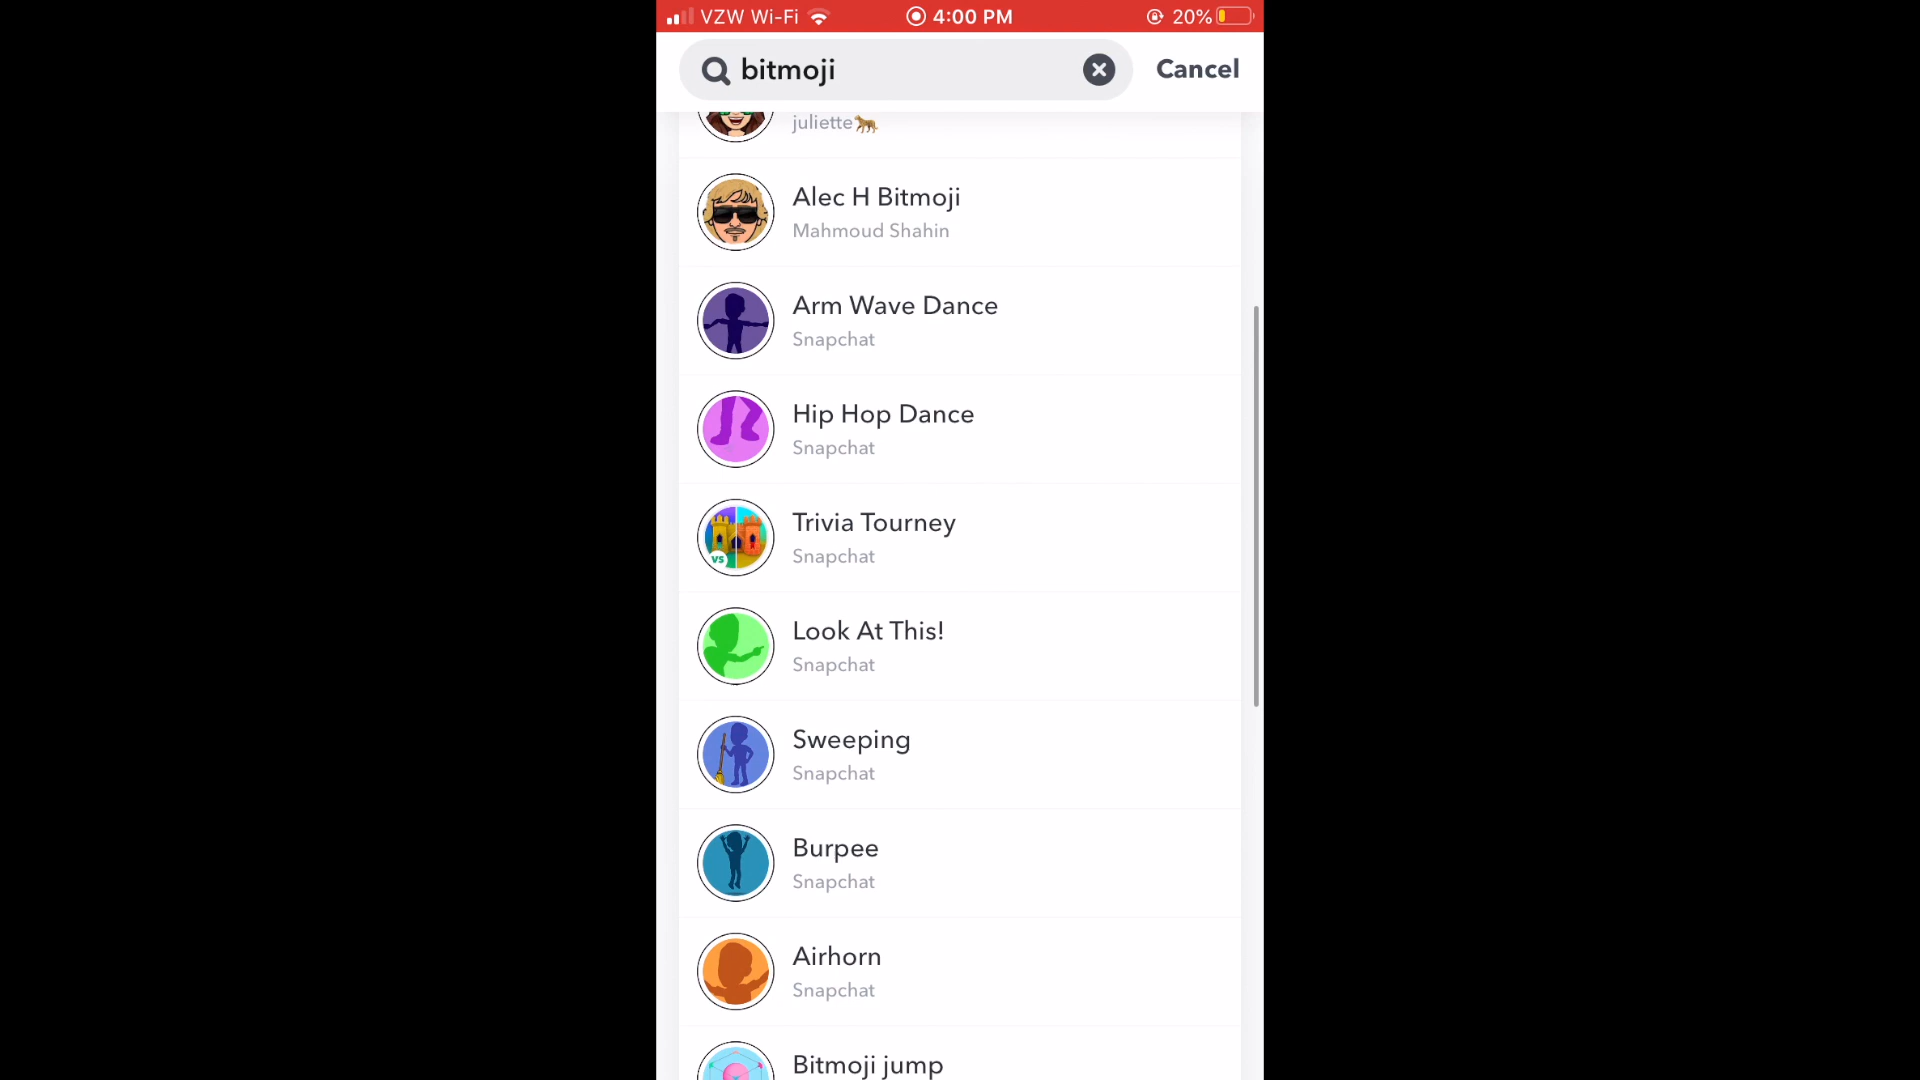 VZW Wi-Fi 4:00 PM 20%
bitmoji Cancel
juliette
Alec H Bitmoji
Mahmoud Shahin
Arm Wave Dance
Snapchat
Hip Hop Dance
Snapchat
Trivia Tourney
vs
Snapchat
Look At This!
Snapchat
Sweeping
Snapchat
Burpee
Snapchat
Airhorn
Snapchat
Bitmoji jump